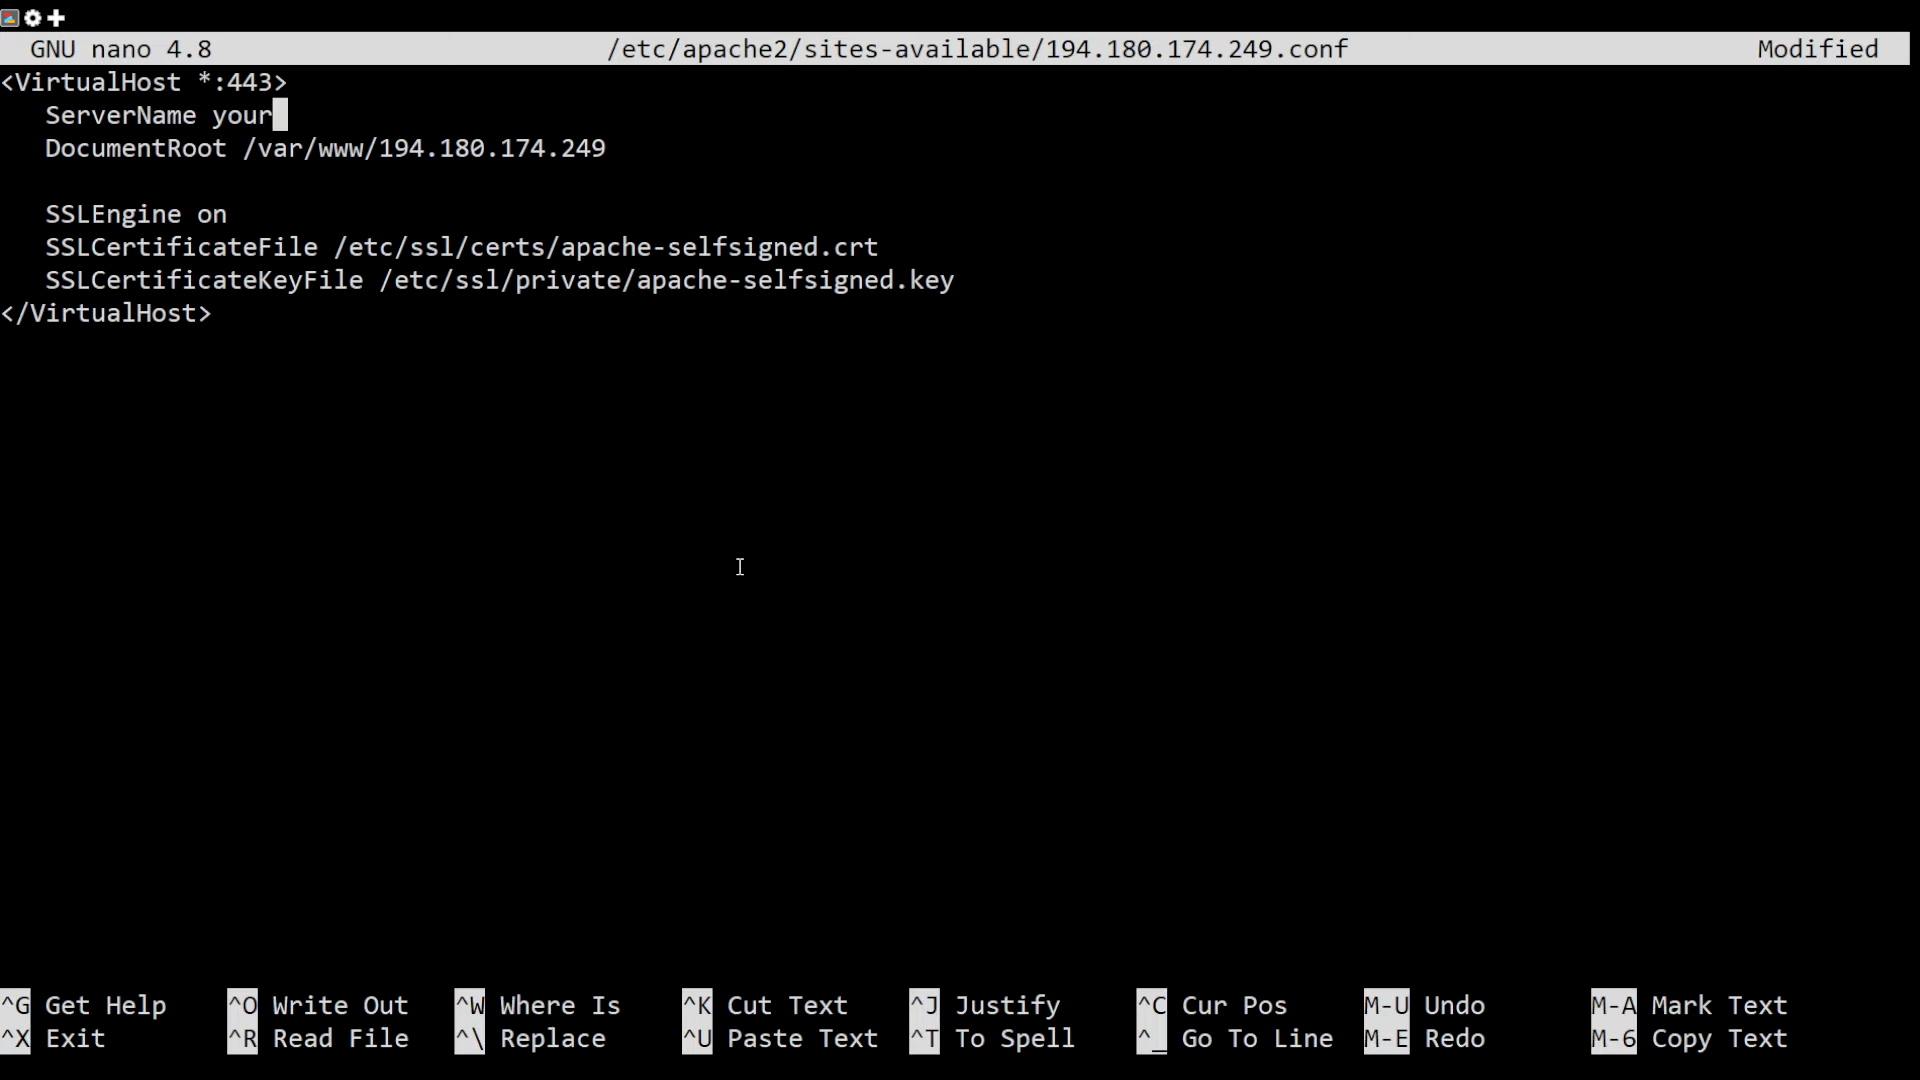 GNU nano 4.8 /etc/apache2/sites-available/194.180.174.249.conf Modified
<VirtualHost *:443>
   ServerName your
   DocumentRoot /var/www/194.180.174.249

   SSLEngine on
   SSLCertificateFile /etc/ssl/certs/apache-selfsigned.crt
   SSLCertificateKeyFile /etc/ssl/private/apache-selfsigned.key
</VirtualHost>
^G Get Help ^O Write Out ^W Where Is ^K Cut Text ^J Justify ^C Cur Pos M-U Undo M-A Mark Text
^X Exit ^R Read File ^\ Replace ^U Paste Text ^T To Spell ^_ Go To Line M-E Redo M-6 Copy Text